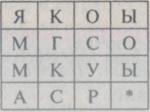 Я К О Ы
М Г С О
М К У Ы
А С Р *